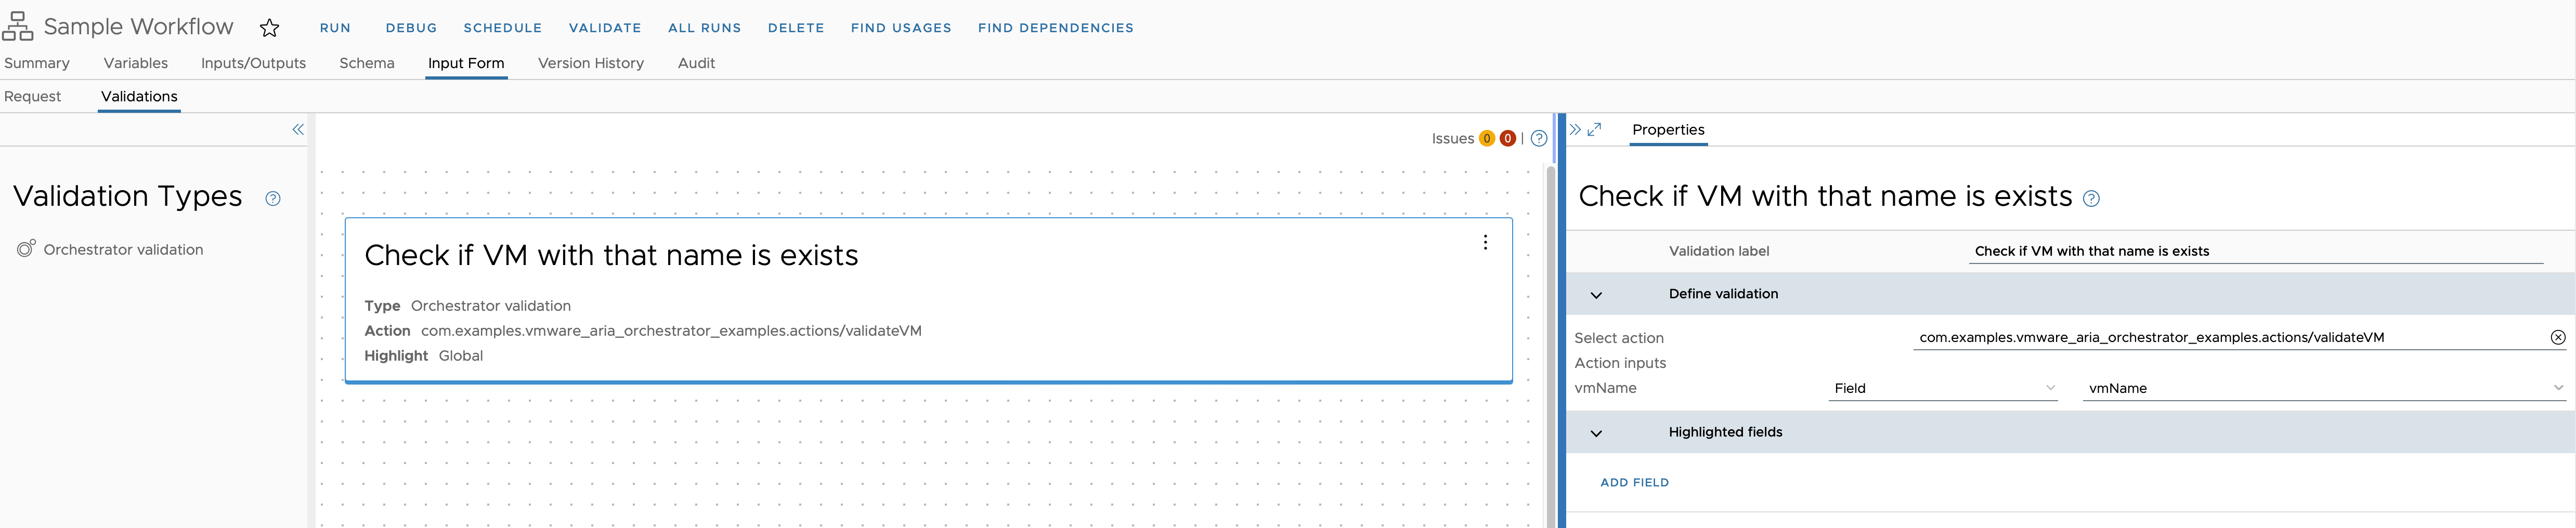 Sample Workflow RUN DEBUG SCHEDULE VALIDATE ALL RUNS DELETE FIND USAGES FIND DEPENDENCIES
Summary Variables Inputs/Outputs Schema Input Form Version History Audit
Request Validations
Issues 0 0 | ?
Properties
Validation Types ?
Orchestrator validation
Check if VM with that name is exists
Type Orchestrator validation
Action com.examples.vmware_aria_orchestrator_examples.actions/validateVM
Highlight Global
Check if VM with that name is exists ?
Validation label Check if VM with that name is exists
Define validation
Select action com.examples.vmware_aria_orchestrator_examples.actions/validateVM
Action inputs
vmName Field vmName
Highlighted fields
ADD FIELD